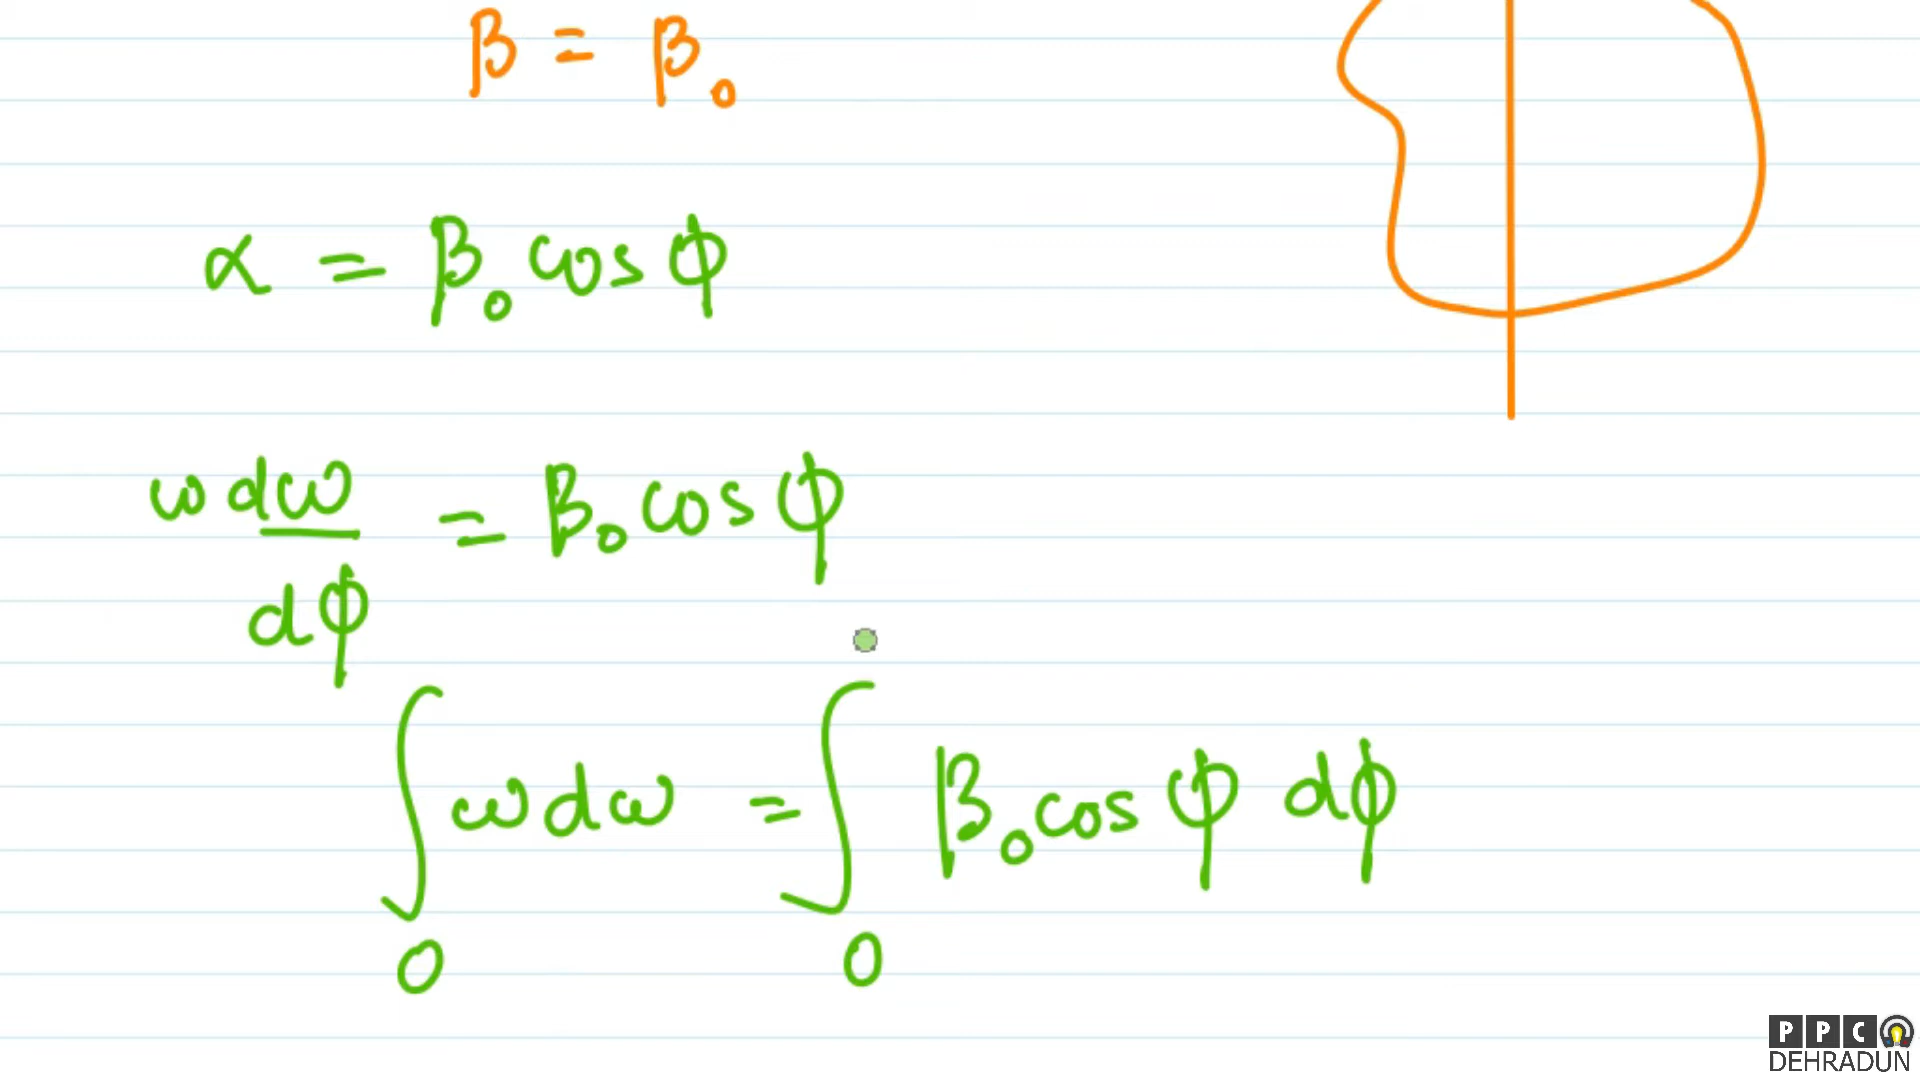 β = β₀
α = β₀ cos φ
ω dω/dφ = β₀ cos φ
∫₀ ω dω = ∫₀ β₀ cos φ dφ
PPC
DEHRADUN